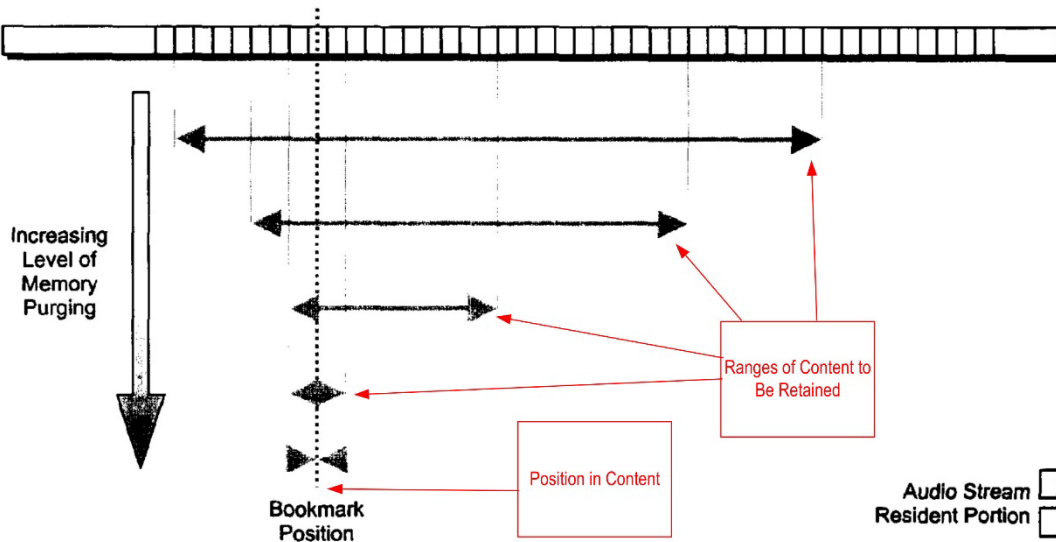 Increasing
Level of
Memory
Purging
Ranges of Content to
Be Retained
Position in Content
Bookmark
Position
Audio Stream
Resident Portion